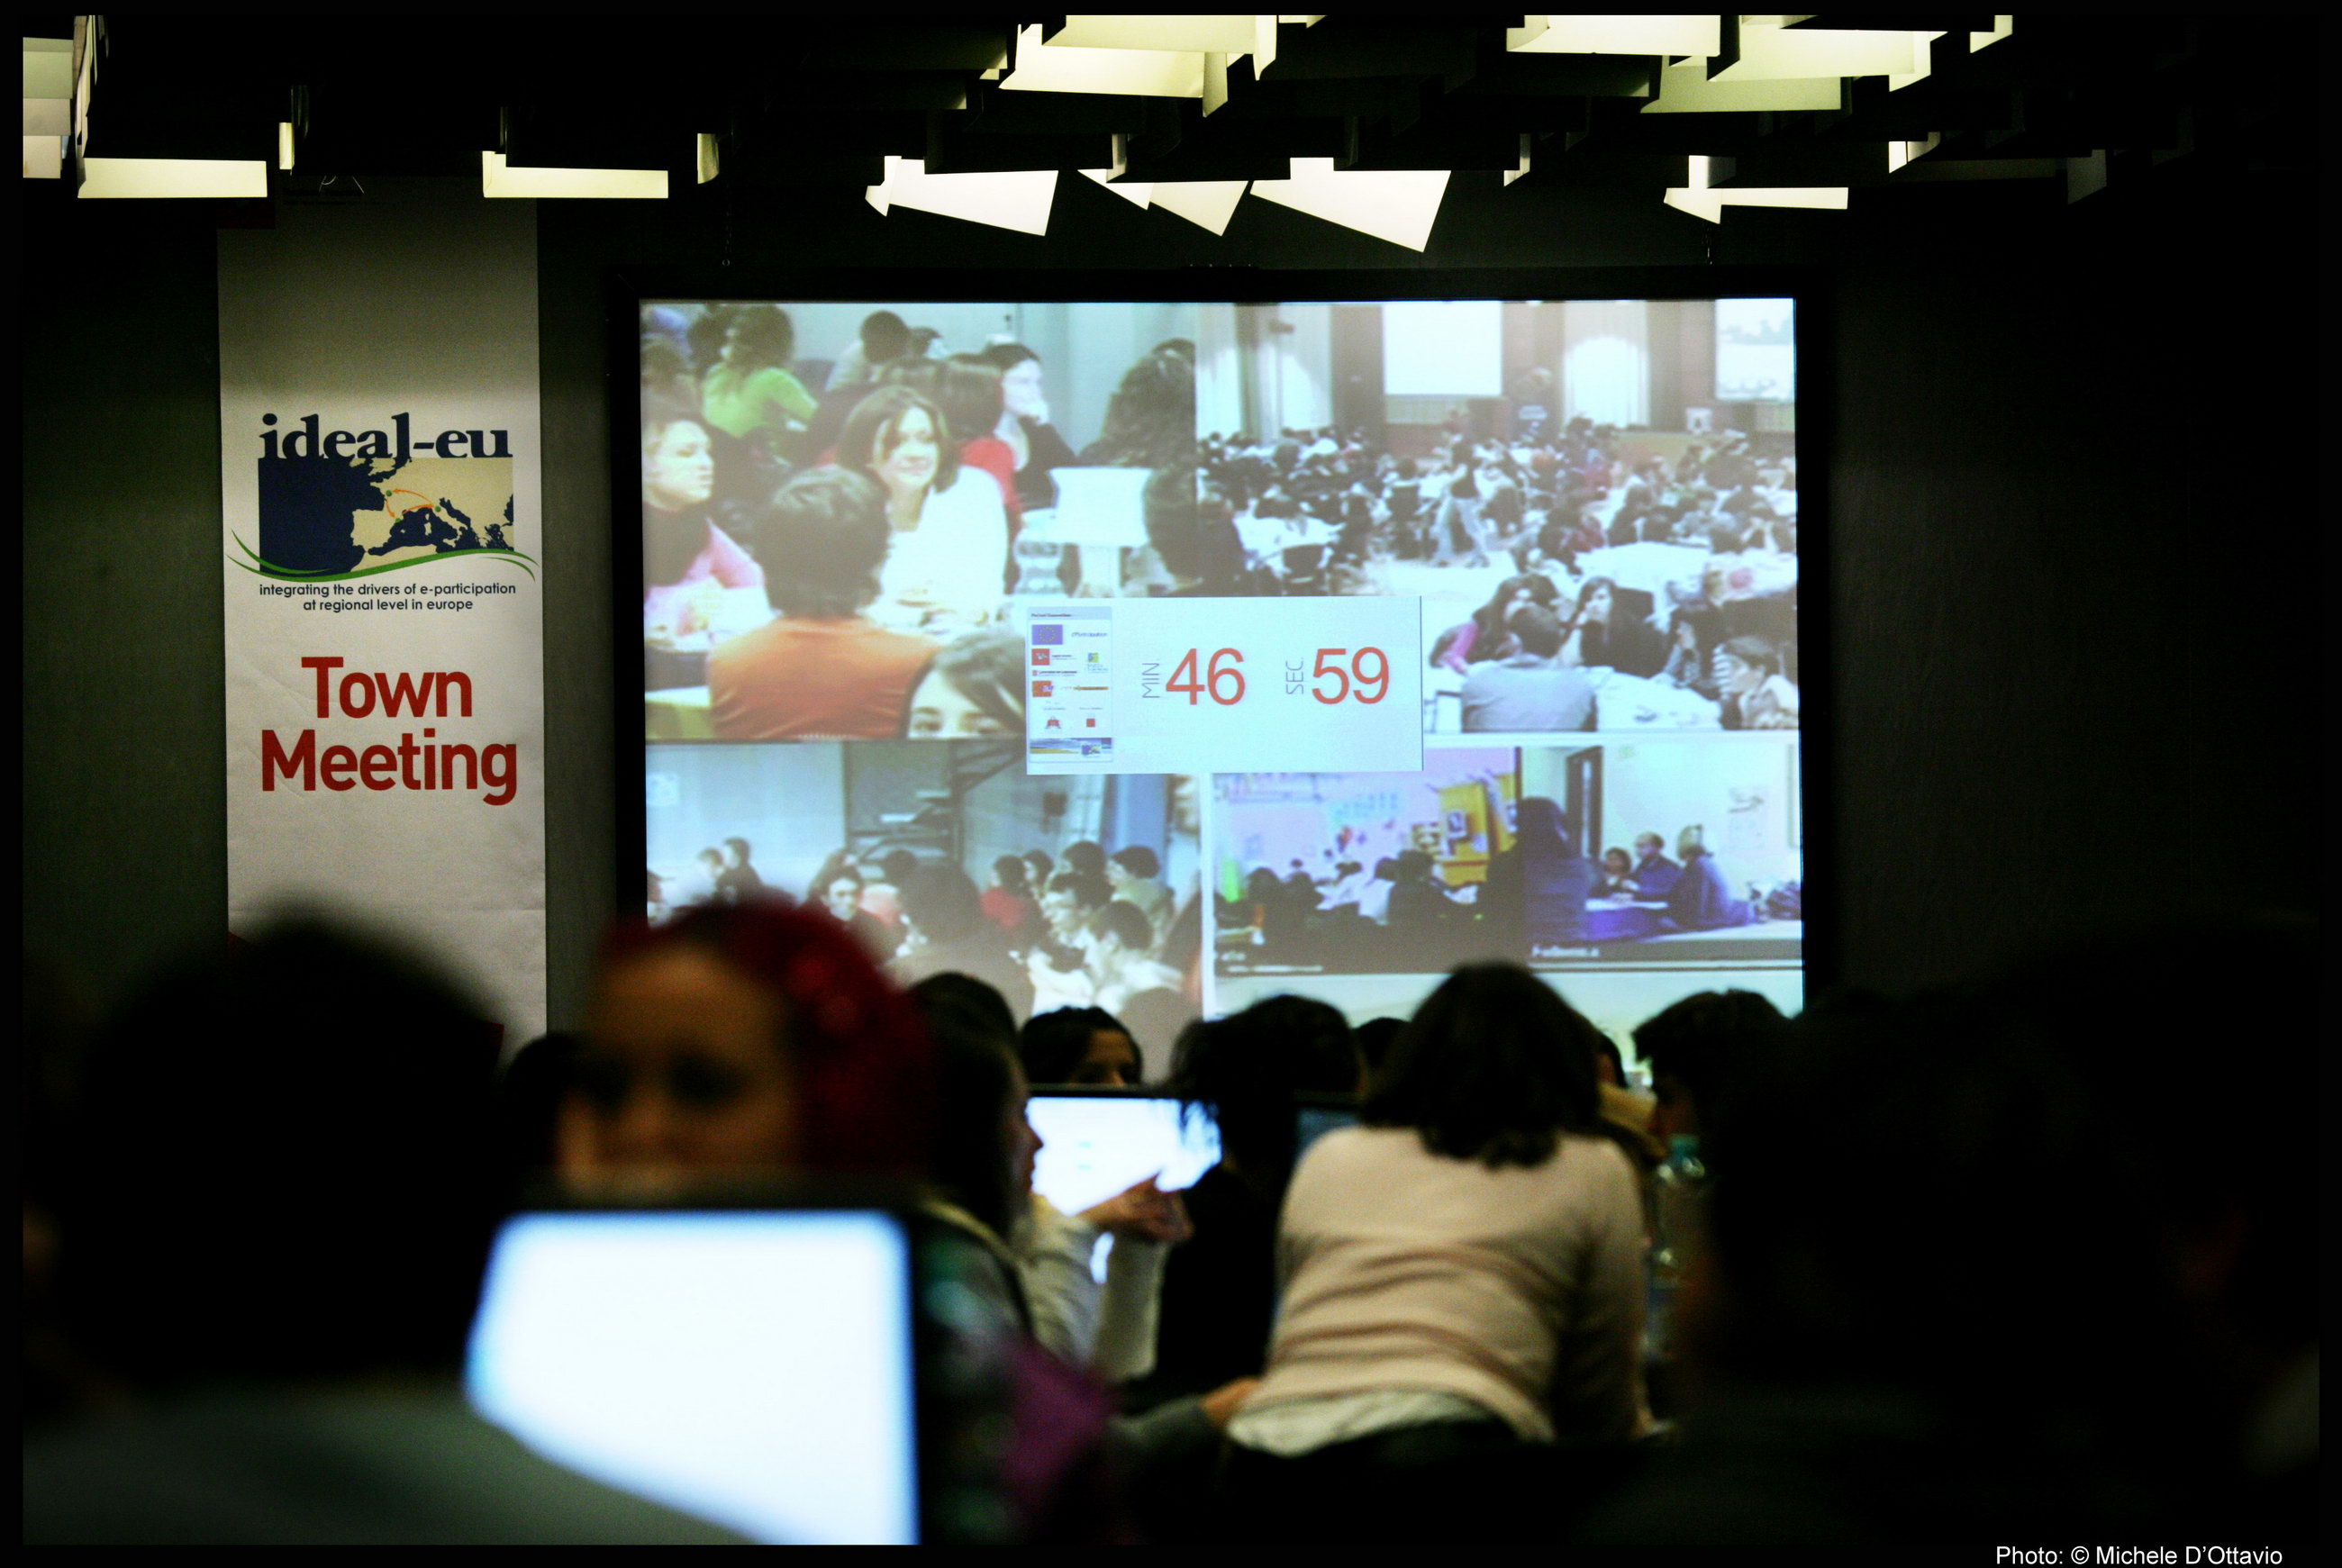 ideal-eu
integrating the drivers of e-participation
at regional level in europe
Town
Meeting
MIN. 46 SEC. 59
Photo: © Michele D'Ottavio